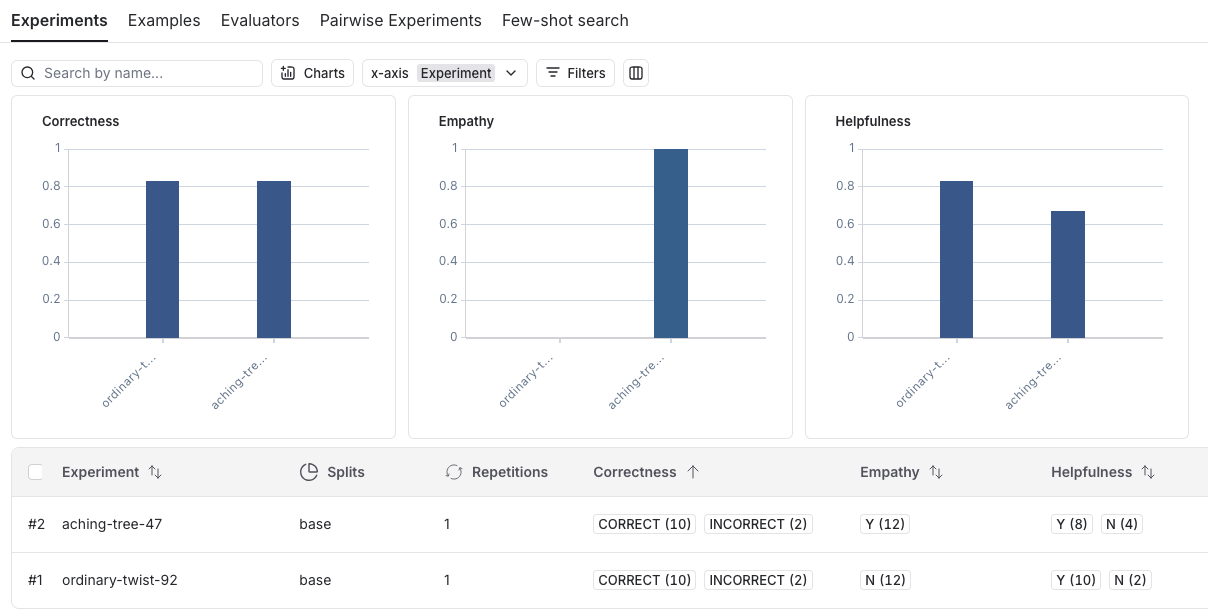 Experiments Examples Evaluators Pairwise Experiments Few-shot search
Search by name... Charts x-axis Experiment Filters
Correctness
1
0.8
0.6
0.4
0.2
0
ordinary-t... aching-tre...
Empathy
1
0.8
0.6
0.4
0.2
0
ordinary-t... aching-tre...
Helpfulness
1
0.8
0.6
0.4
0.2
0
ordinary-t... aching-tre...
Experiment Splits Repetitions Correctness Empathy Helpfulness
#2 aching-tree-47 base 1 CORRECT (10) INCORRECT (2) Y (12) Y (8) N (4)
#1 ordinary-twist-92 base 1 CORRECT (10) INCORRECT (2) N (12) Y (10) N (2)